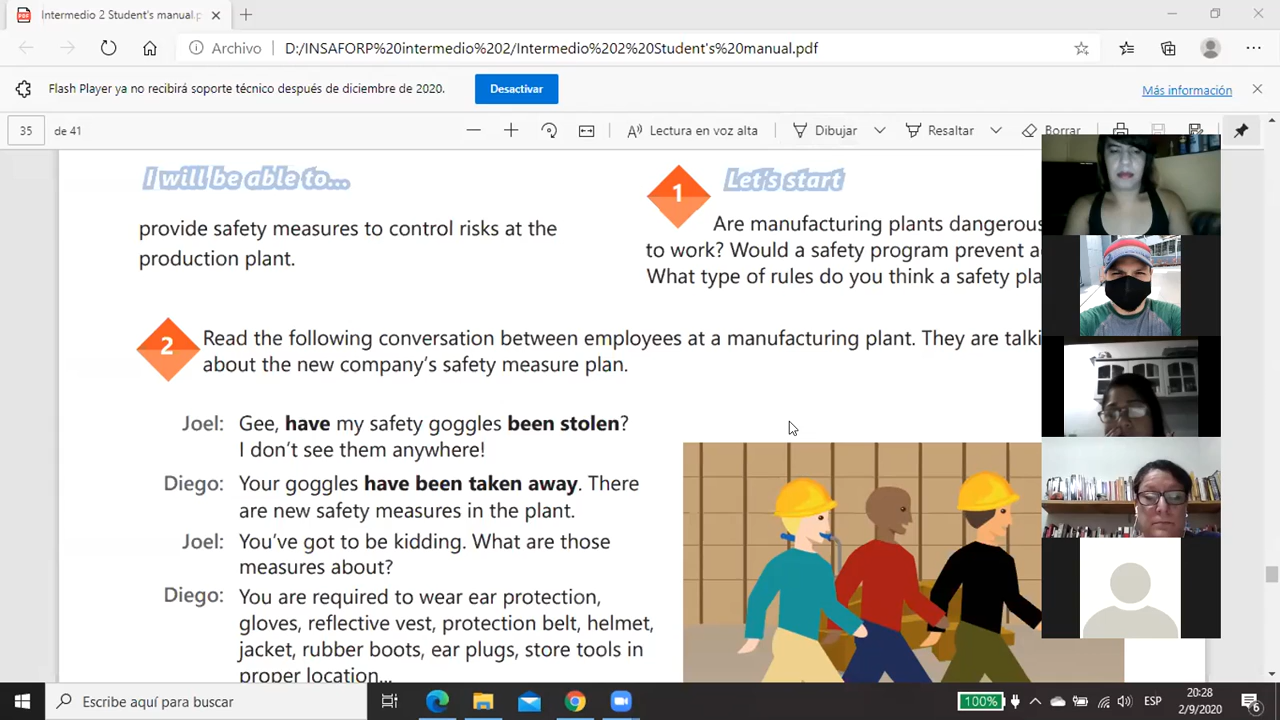 Intermedio 2 Student's manual.p
Archivo
D:/INSAFORP%20intermedio%202/Intermedio%202%20Student's%20manual.pdf
Flash Player ya no recibirá soporte técnico después de diciembre de 2020.
Desactivar
Más información
35
de 41
Lectura en voz alta
Dibujar
Resaltar
Borrar
I will be able to...
provide safety measures to control risks at the
production plant.
1
Let's start
Are manufacturing plants dangerous
to work? Would a safety program prevent a
What type of rules do you think a safety pla
2
Read the following conversation between employees at a manufacturing plant. They are talki
about the new company's safety measure plan.
Joel: Gee, have my safety goggles been stolen?
I don't see them anywhere!
Diego: Your goggles have been taken away. There
are new safety measures in the plant.
Joel: You've got to be kidding. What are those
measures about?
Diego: You are required to wear ear protection,
gloves, reflective vest, protection belt, helmet,
jacket, rubber boots, ear plugs, store tools in
proper location...
Escribe aquí para buscar
100%
ESP
20:28
2/9/2020
6